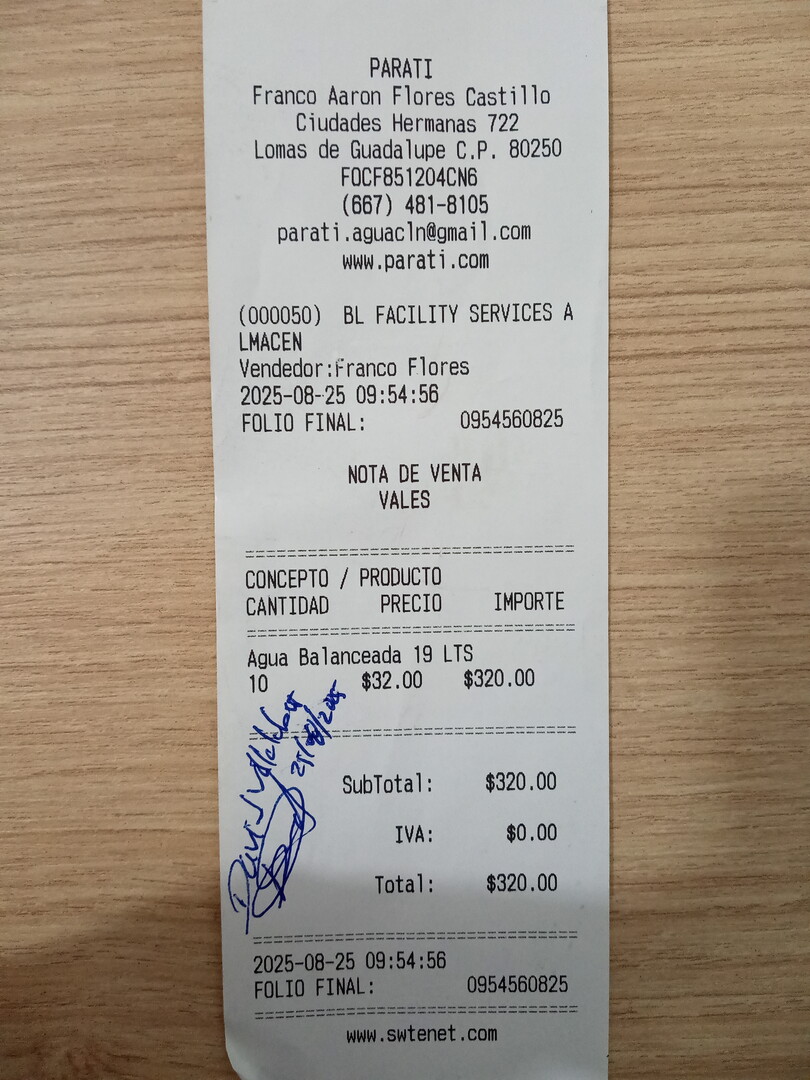 PARATI
Franco Aaron Flores Castillo
Ciudades Hermanas 722
Lomas de Guadalupe C.P. 80250
FOCF851204CN6
(667) 481-8105
parati.aguacln@gmail.com
www.parati.com
(000050) BL FACILITY SERVICES A
LMACEN
Vendedor:Franco Flores
2025-08-25 09:54:56
FOLIO FINAL: 0954560825
NOTA DE VENTA
VALES
================================
CONCEPTO / PRODUCTO
CANTIDAD PRECIO IMPORTE
================================
Agua Balanceada 19 LTS
10 $32.00 $320.00
================================
David
25/08/2025
SubTotal: $320.00
IVA: $0.00
Total: $320.00
================================
2025-08-25 09:54:56
FOLIO FINAL: 0954560825
================================
www.swtenet.com